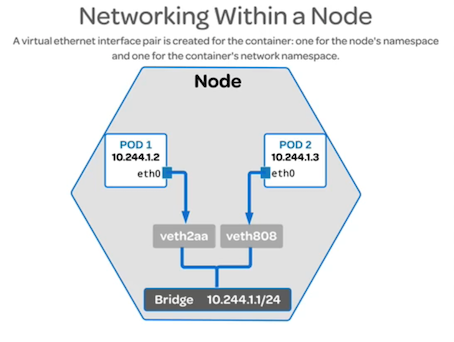 Networking Within a Node
A virtual ethernet interface pair is created for the container: one for the node's namespace
and one for the container's network namespace.
Node
POD 1
10.244.1.2
eth0
POD 2
10.244.1.3
eth0
veth2aa
veth808
Bridge 10.244.1.1/24